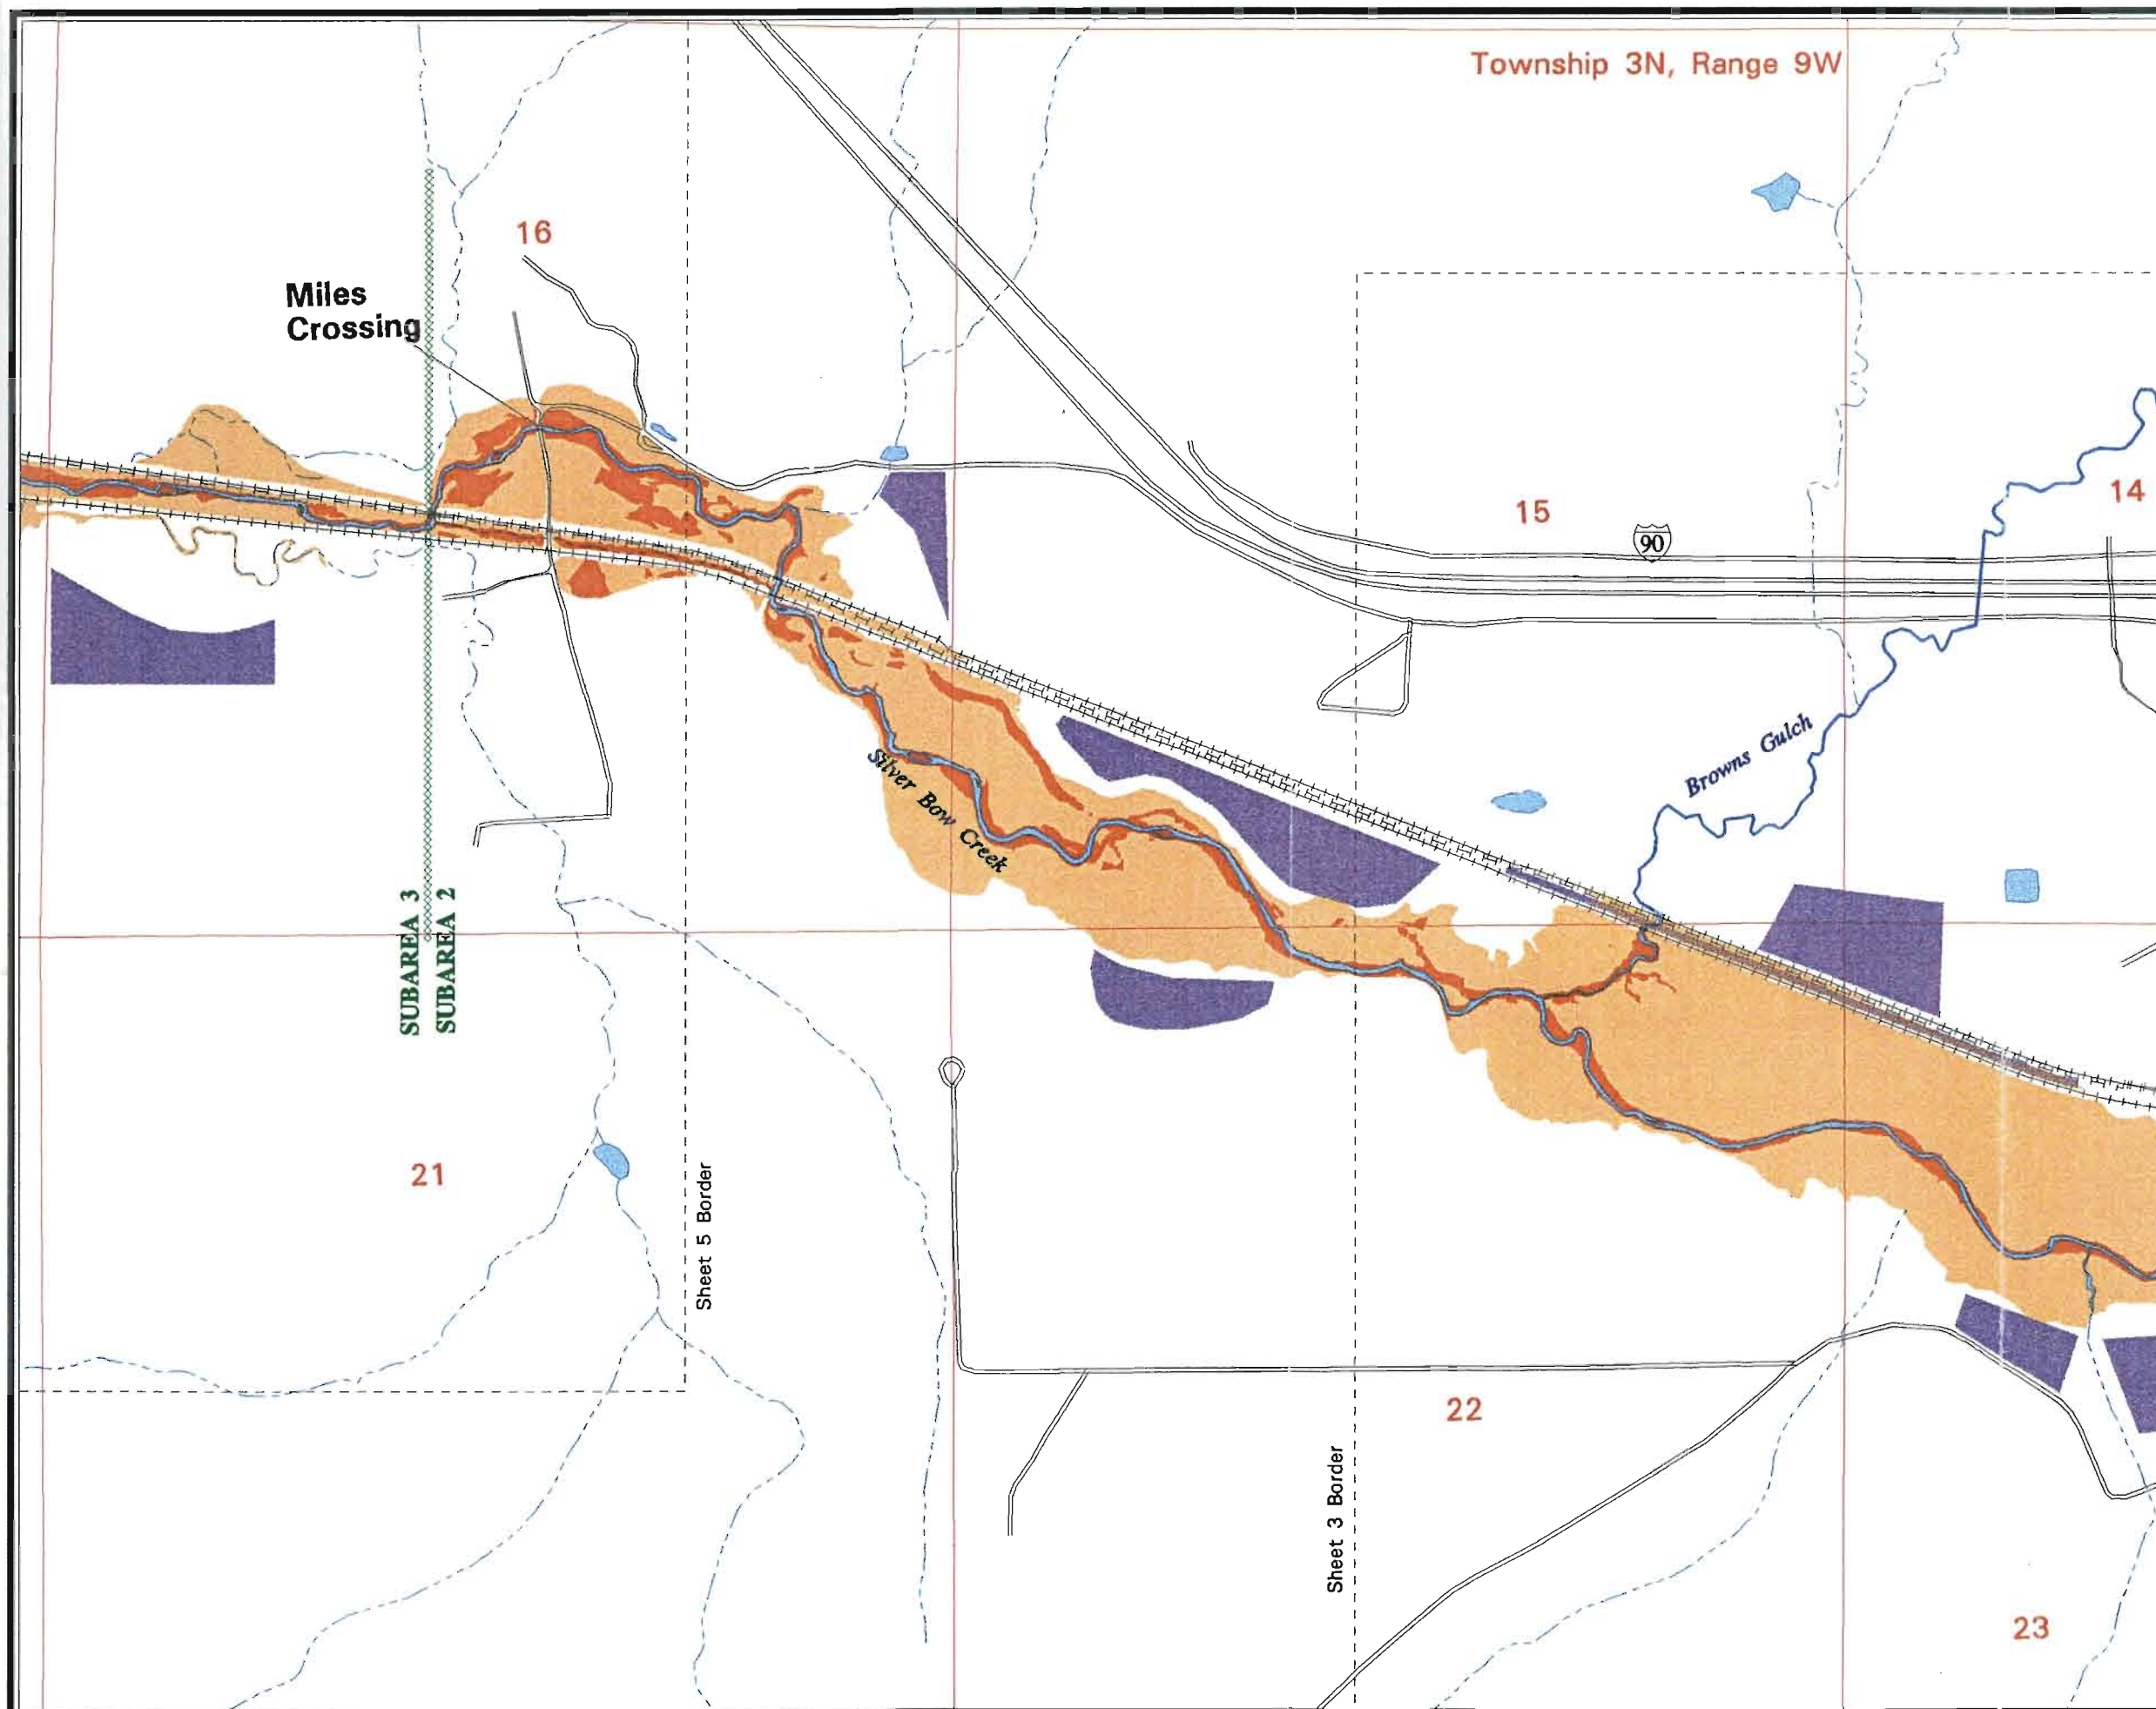 Township 3N, Range 9W
16
Miles
Crossing
15
90
14
Browns Gulch
Silver Bow Creek
SUBAREA 3
SUBAREA 2
21
Sheet 5 Border
22
Sheet 3 Border
23